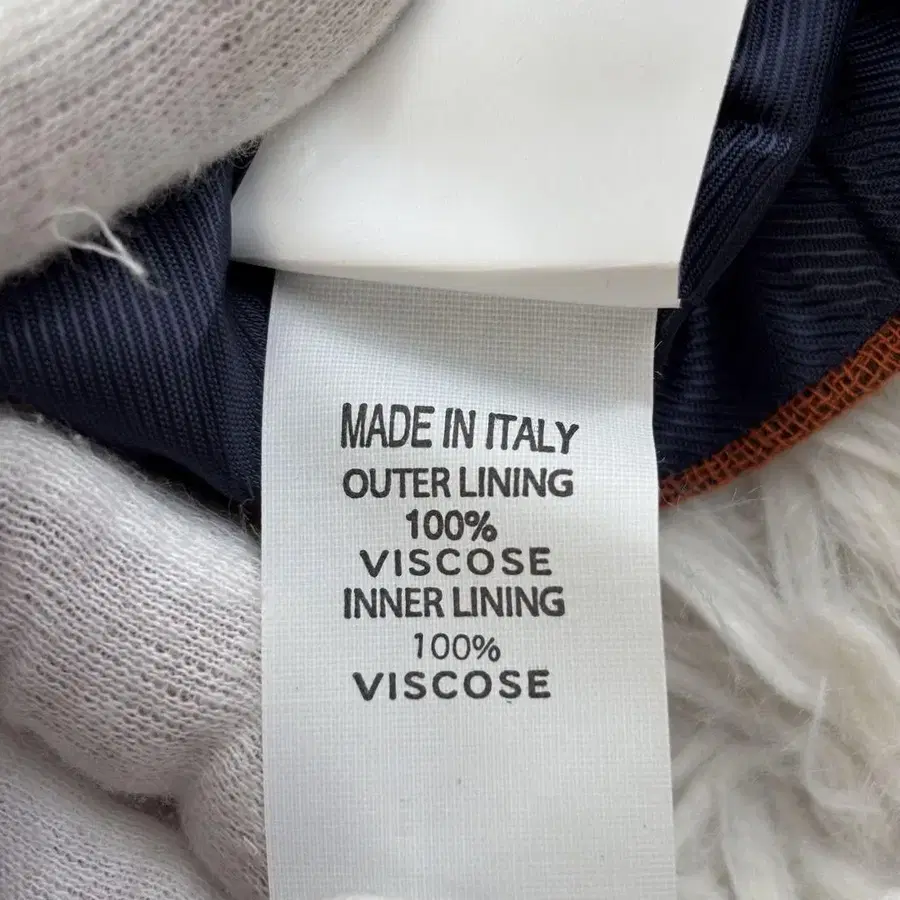 MADE IN ITALY
OUTER LINING
100%
VISCOSE
INNER LINING
100%
VISCOSE